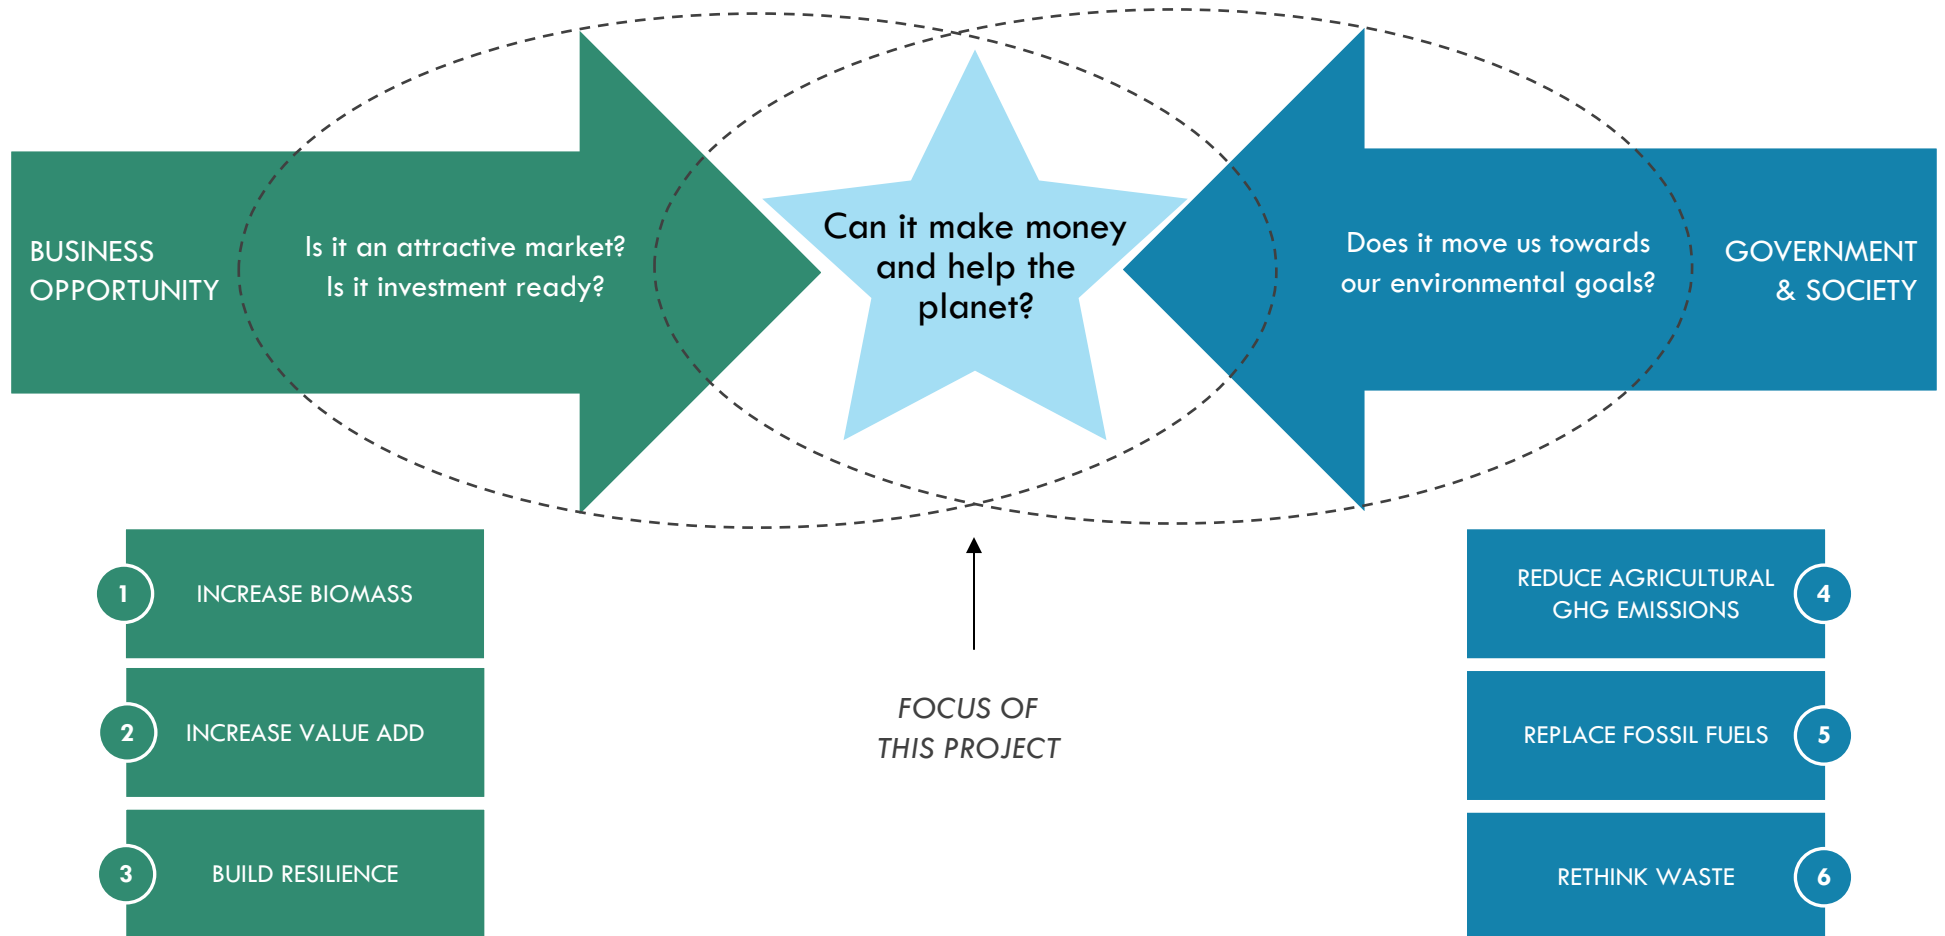 BUSINESS
OPPORTUNITY
Is it an attractive market?
Is it investment ready?
Can it make money
and help the
planet?
Does it move us towards
our environmental goals?
GOVERNMENT
& SOCIETY
1
INCREASE BIOMASS
2
INCREASE VALUE ADD
3
BUILD RESILIENCE
FOCUS OF
THIS PROJECT
REDUCE AGRICULTURAL
GHG EMISSIONS
4
REPLACE FOSSIL FUELS
5
RETHINK WASTE
6